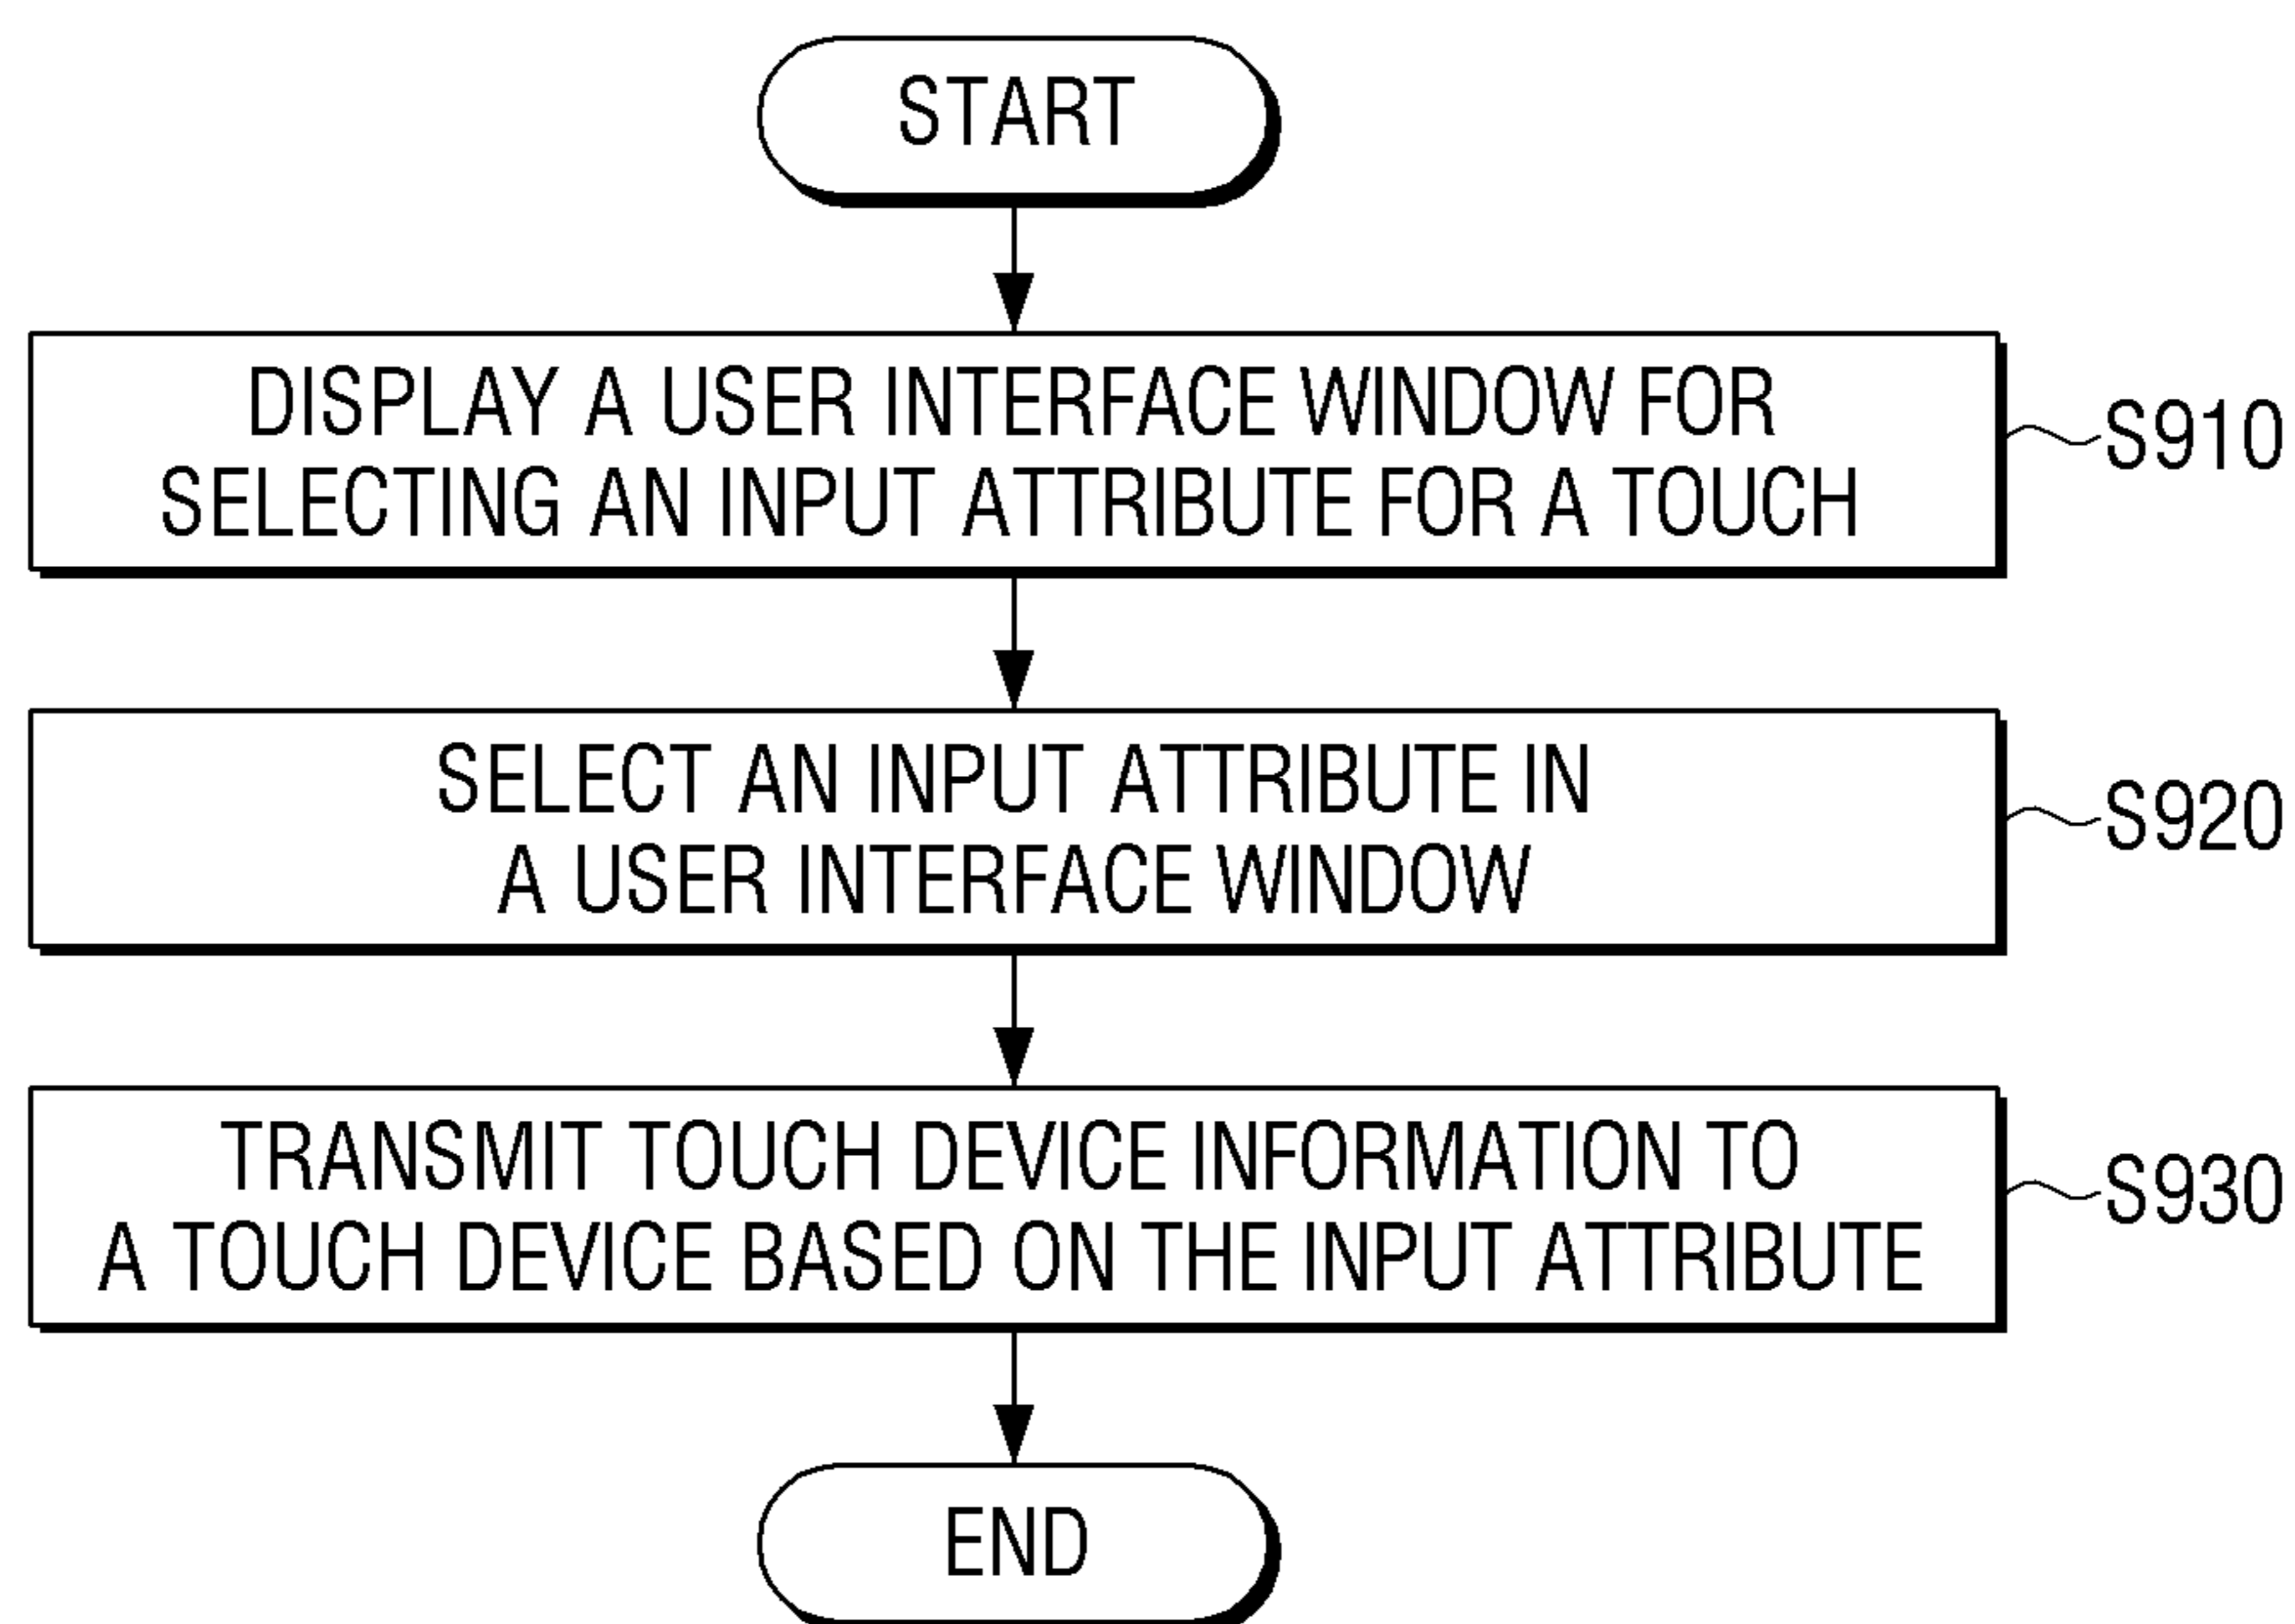 START
DISPLAY A USER INTERFACE WINDOW FOR
SELECTING AN INPUT ATTRIBUTE FOR A TOUCH
S910
SELECT AN INPUT ATTRIBUTE IN
A USER INTERFACE WINDOW
S920
TRANSMIT TOUCH DEVICE INFORMATION TO
A TOUCH DEVICE BASED ON THE INPUT ATTRIBUTE
S930
END